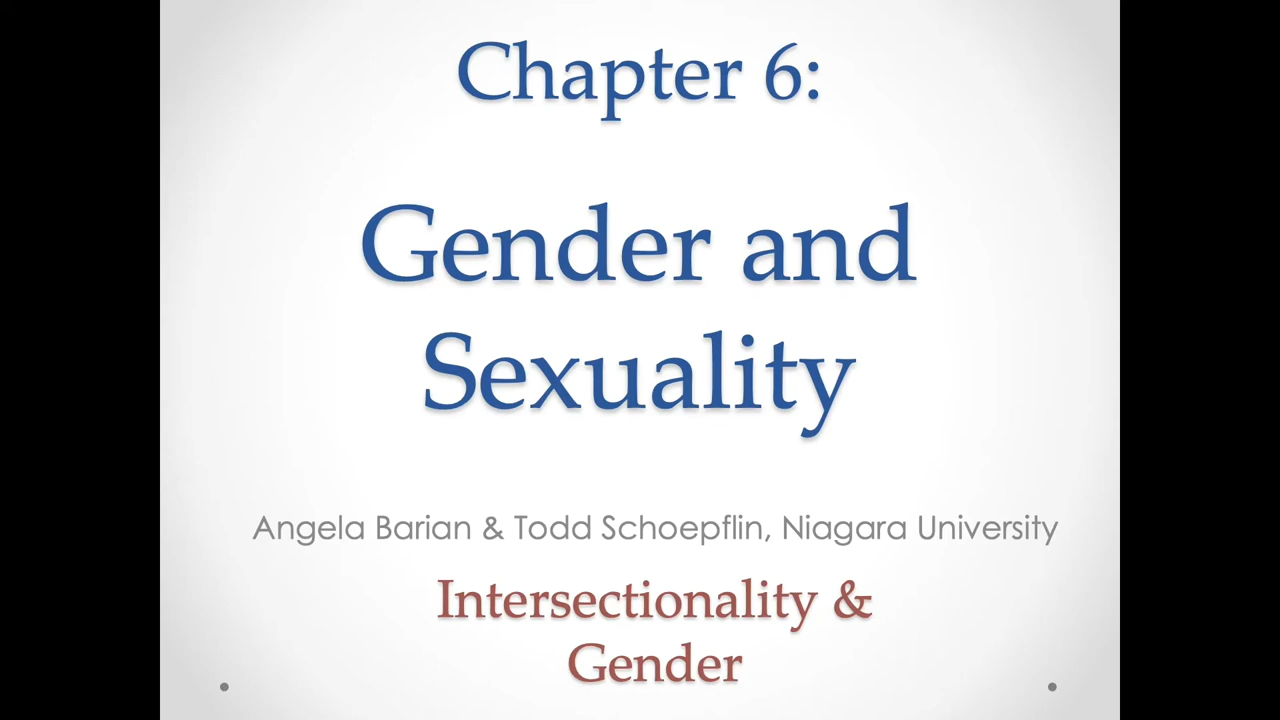 Chapter 6:
Gender and
Sexuality
Angela Barian & Todd Schoepflin, Niagara University
Intersectionality &
Gender